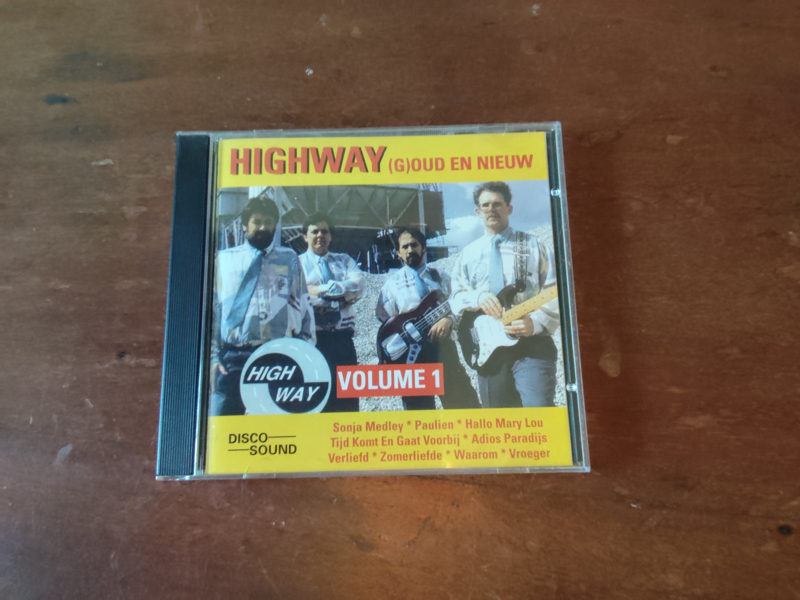 HIGHWAY (G)OUD EN NIEUW
HIGH
WAY
VOLUME 1
DISCO
SOUND
Sonja Medley * Paulien * Hallo Mary Lou
Tijd Komt En Gaat Voorbij * Adios Paradijs
Verliefd * Zomerliefde * Waarom * Vroeger